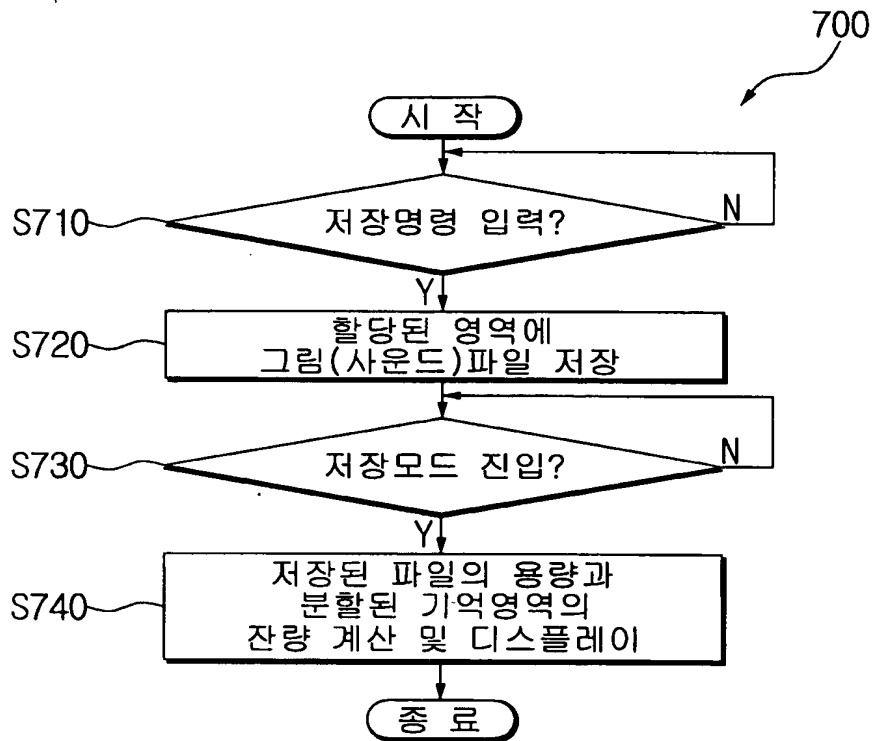 700
시 작
S710
저장명령 입력?
N
Y
S720
할당된 영역에
그림(사운드)파일 저장
S730
저장모드 진입?
N
Y
S740
저장된 파일의 용량과
분할된 기억영역의
잔량 계산 및 디스플레이
종 료